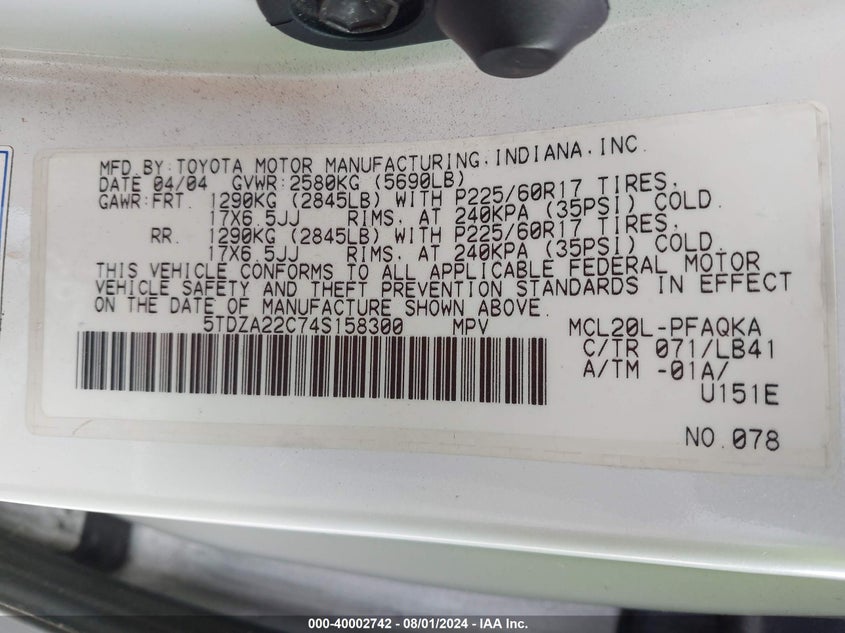 MFD.BY:TOYOTA MOTOR MANUFACTURING,INDIANA,INC.
DATE 04/04 GVWR:2580KG (5690LB)
GAWR:FRT. 1290KG (2845LB) WITH P225/60R17 TIRES,
17X6.5JJ RIMS, AT 240KPA (35PSI) COLD.
RR. 1290KG (2845LB) WITH P225/60R17 TIRES,
17X6.5JJ RIMS, AT 240KPA (35PSI) COLD.
THIS VEHICLE CONFORMS TO ALL APPLICABLE FEDERAL MOTOR
VEHICLE SAFETY AND THEFT PREVENTION STANDARDS IN EFFECT
ON THE DATE OF MANUFACTURE SHOWN ABOVE.
5TDZA22C74S158300 MPV MCL20L-PFAQKA
C/TR 071/LB41
A/TM -01A/
U151E
NO.078
000-40002742 - 08/01/2024 - IAA Inc.